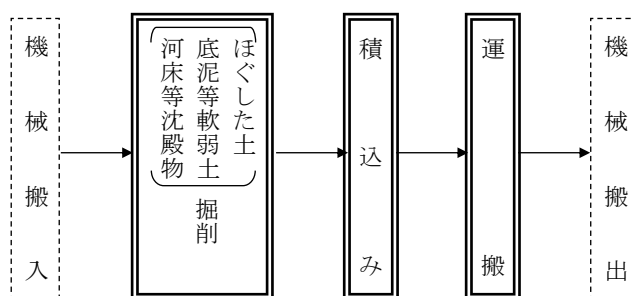 機械搬入
ほぐした土
底泥等軟弱土
河床等沈殿物
掘削
積込み
運搬
機械搬出